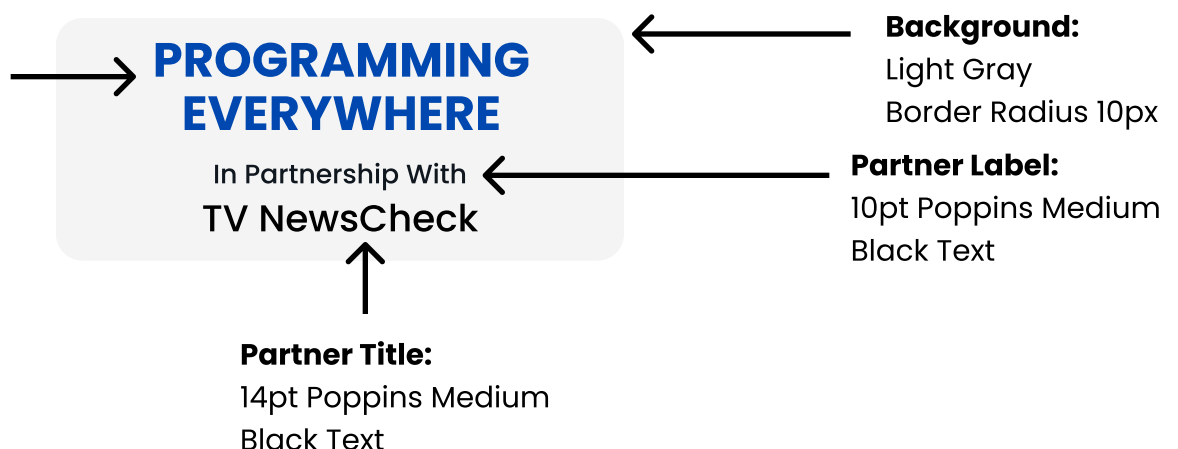 PROGRAMMING
EVERYWHERE
In Partnership With
TV NewsCheck
Background:
Light Gray
Border Radius 10px
Partner Label:
10pt Poppins Medium
Black Text
Partner Title:
14pt Poppins Medium
Black Text